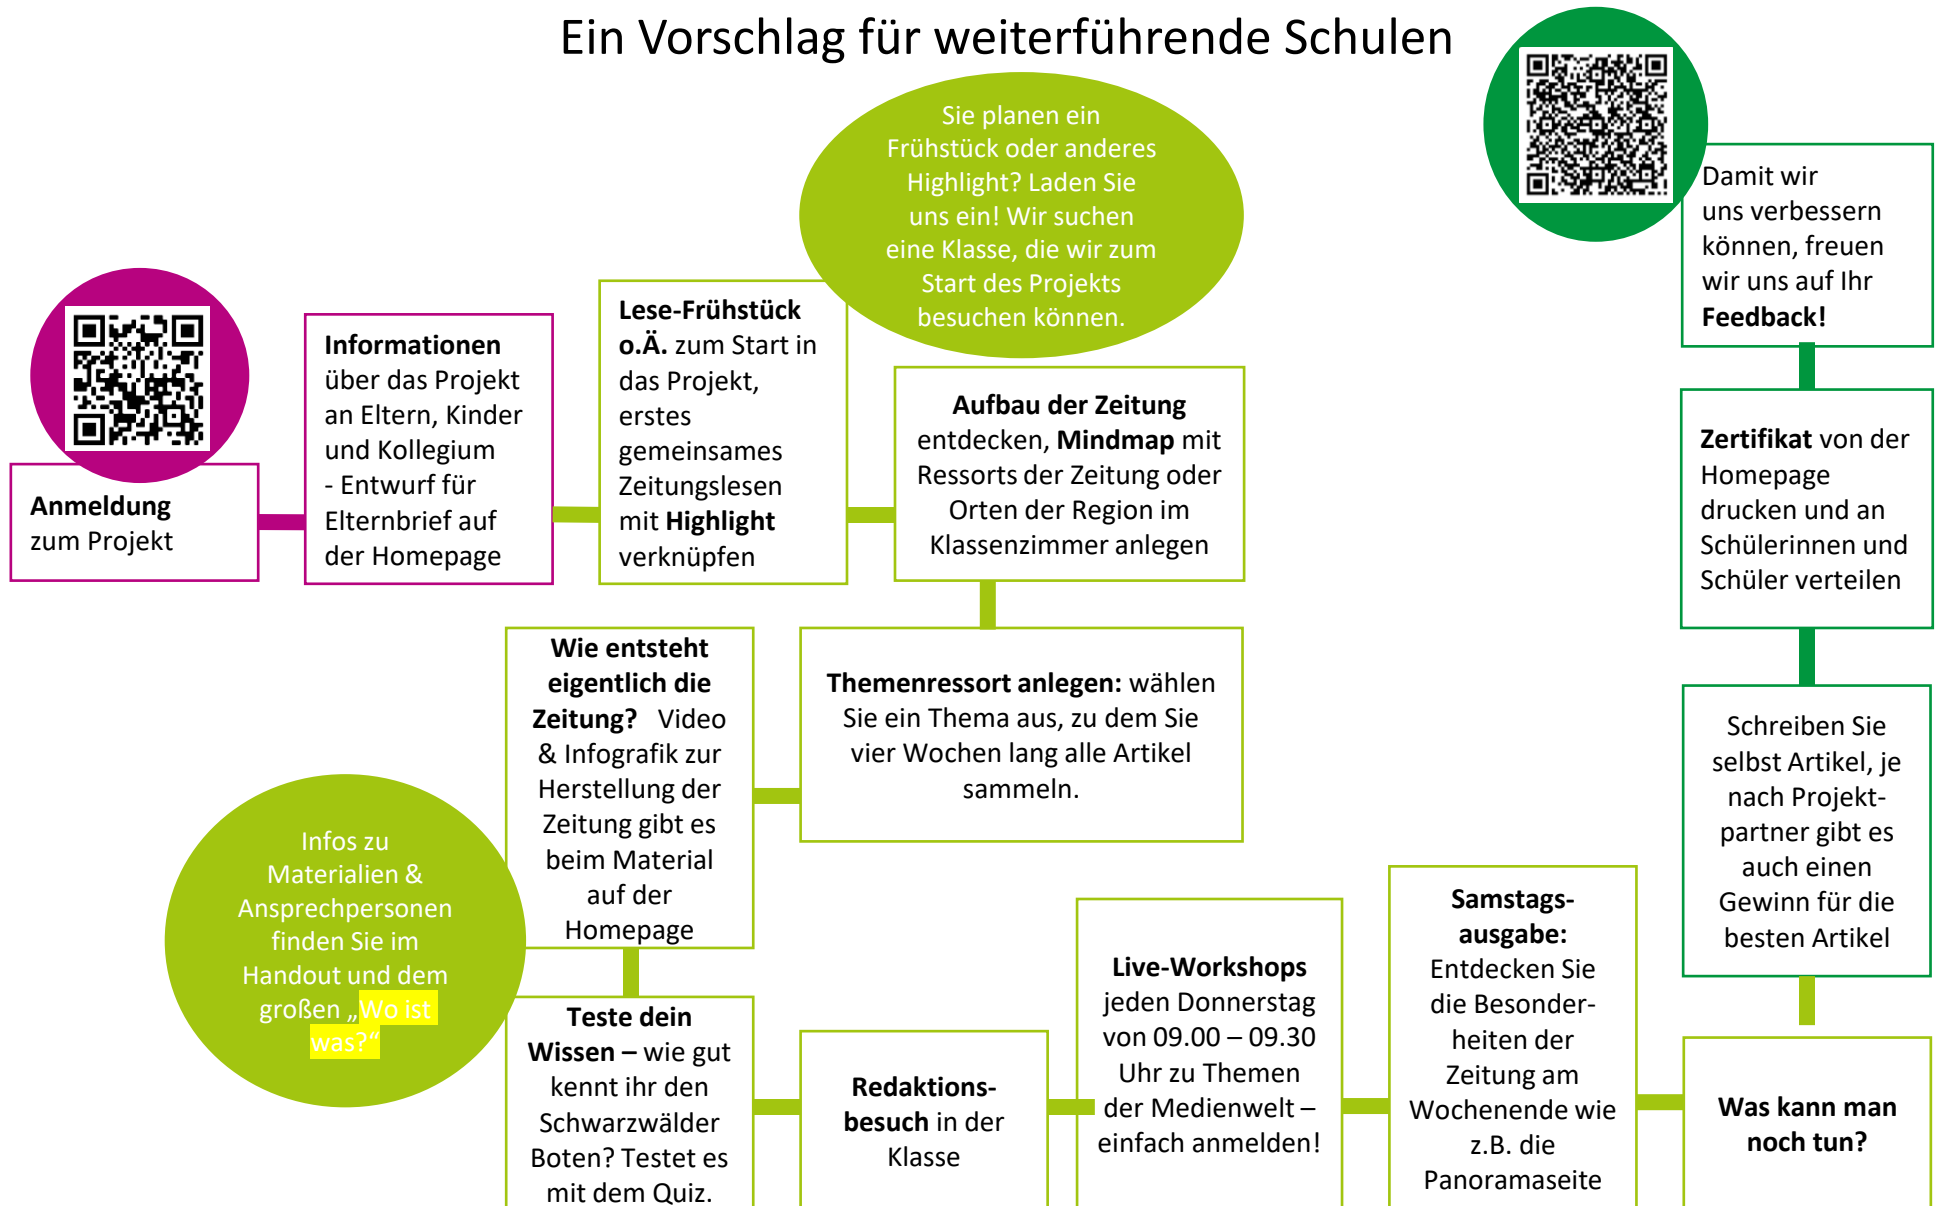 Ein Vorschlag für weiterführende Schulen
Anmeldung
zum Projekt
Informationen
über das Projekt
an Eltern, Kinder
und Kollegium
- Entwurf für
Elternbrief auf
der Homepage
Lese-Frühstück
o.Ä. zum Start in
das Projekt,
erstes
gemeinsames
Zeitungslesen
mit Highlight
verknüpfen
Sie planen ein
Frühstück oder anderes
Highlight? Laden Sie
uns ein! Wir suchen
eine Klasse, die wir zum
Start des Projekts
besuchen können.
Aufbau der Zeitung
entdecken, Mindmap mit
Ressorts der Zeitung oder
Orten der Region im
Klassenzimmer anlegen
Themenressort anlegen: wählen
Sie ein Thema aus, zu dem Sie
vier Wochen lang alle Artikel
sammeln.
Wie entsteht
eigentlich die
Zeitung? Video
& Infografik zur
Herstellung der
Zeitung gibt es
beim Material
auf der
Homepage
Infos zu
Materialien &
Ansprechpersonen
finden Sie im
Handout und dem
großen „Wo ist
was?“
Teste dein
Wissen – wie gut
kennt ihr den
Schwarzwälder
Boten? Testet es
mit dem Quiz.
Redaktions-
besuch in der
Klasse
Live-Workshops
jeden Donnerstag
von 09.00 – 09.30
Uhr zu Themen
der Medienwelt –
einfach anmelden!
Samstags-
ausgabe:
Entdecken Sie
die Besonder-
heiten der
Zeitung am
Wochenende wie
z.B. die
Panoramaseite
Was kann man
noch tun?
Schreiben Sie
selbst Artikel, je
nach Projekt-
partner gibt es
auch einen
Gewinn für die
besten Artikel
Zertifikat von der
Homepage
drucken und an
Schülerinnen und
Schüler verteilen
Damit wir
uns verbessern
können, freuen
wir uns auf Ihr
Feedback!